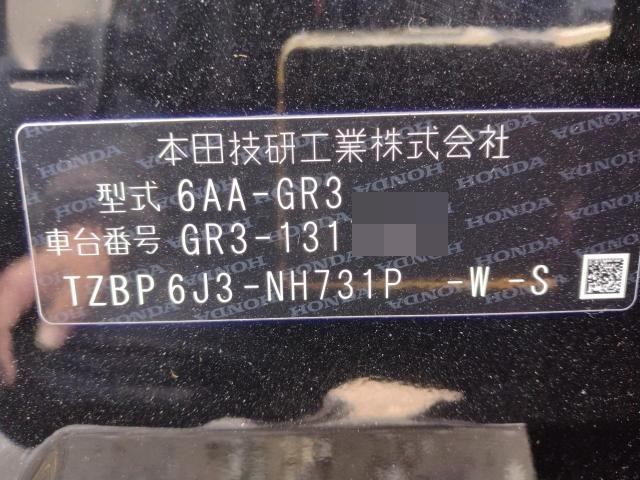 本田技研工業株式会社
型式 6AA-GR3
車台番号 GR3-131
TZBP 6J3-NH731P -W -S